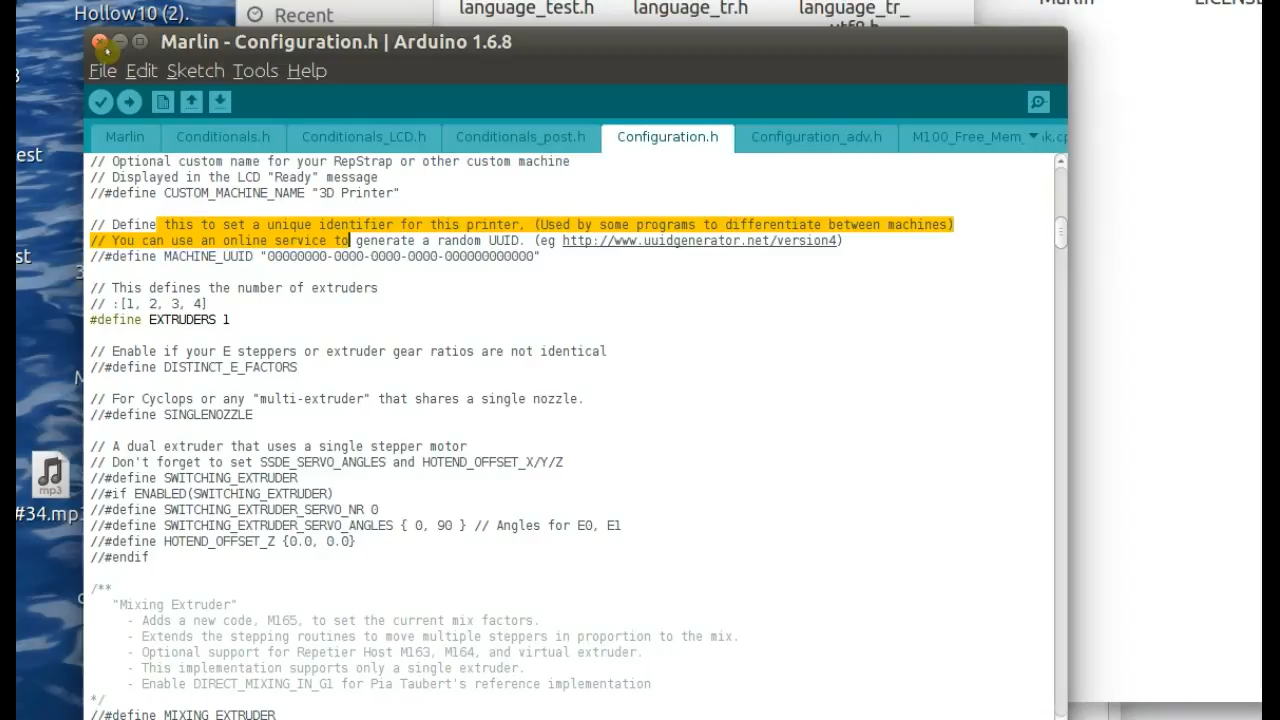 Hollow10 (2).
Recent
language_test.h
language_tr.h
language_tr_
LICENS
Marlin - Configuration.h | Arduino 1.6.8
File Edit Sketch Tools Help
Marlin
Conditionals.h
Conditionals_LCD.h
Conditionals_post.h
Configuration.h
Configuration_adv.h
M100_Free_Mem_
k.cp
// Optional custom name for your RepStrap or other custom machine
// Displayed in the LCD "Ready" message
//#define CUSTOM_MACHINE_NAME "3D Printer"
// Define this to set a unique identifier for this printer, (Used by some programs to differentiate between machines)
// You can use an online service to generate a random UUID. (eg http://www.uuidgenerator.net/version4)
//#define MACHINE_UUID "00000000-0000-0000-0000-000000000000"
// This defines the number of extruders
// :[1, 2, 3, 4]
#define EXTRUDERS 1
// Enable if your E steppers or extruder gear ratios are not identical
//#define DISTINCT_E_FACTORS
// For Cyclops or any "multi-extruder" that shares a single nozzle.
//#define SINGLENOZZLE
// A dual extruder that uses a single stepper motor
// Don't forget to set SSDE_SERVO_ANGLES and HOTEND_OFFSET_X/Y/Z
//#define SWITCHING_EXTRUDER
//#if ENABLED(SWITCHING_EXTRUDER)
//#define SWITCHING_EXTRUDER_SERVO_NR 0
//#define SWITCHING_EXTRUDER_SERVO_ANGLES { 0, 90 } // Angles for E0, E1
//#define HOTEND_OFFSET_Z {0.0, 0.0}
//#endif
/**
"Mixing Extruder"
- Adds a new code, M165, to set the current mix factors.
- Extends the stepping routines to move multiple steppers in proportion to the mix.
- Optional support for Repetier Host M163, M164, and virtual extruder.
- This implementation supports only a single extruder.
- Enable DIRECT_MIXING_IN_G1 for Pia Taubert's reference implementation
*/
//#define MIXING_EXTRUDER
est
st
mp3
#34.mp